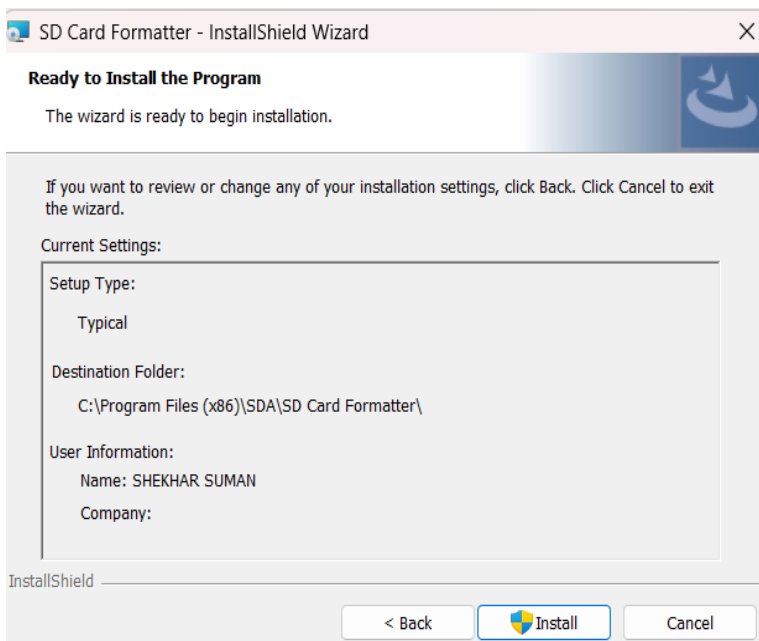 SD Card Formatter - InstallShield Wizard
Ready to Install the Program
The wizard is ready to begin installation.
If you want to review or change any of your installation settings, click Back. Click Cancel to exit
the wizard.
Current Settings:
Setup Type:
Typical
Destination Folder:
C:\Program Files (x86)\SDA\SD Card Formatter\
User Information:
Name: SHEKHAR SUMAN
Company:
InstallShield
< Back Install Cancel